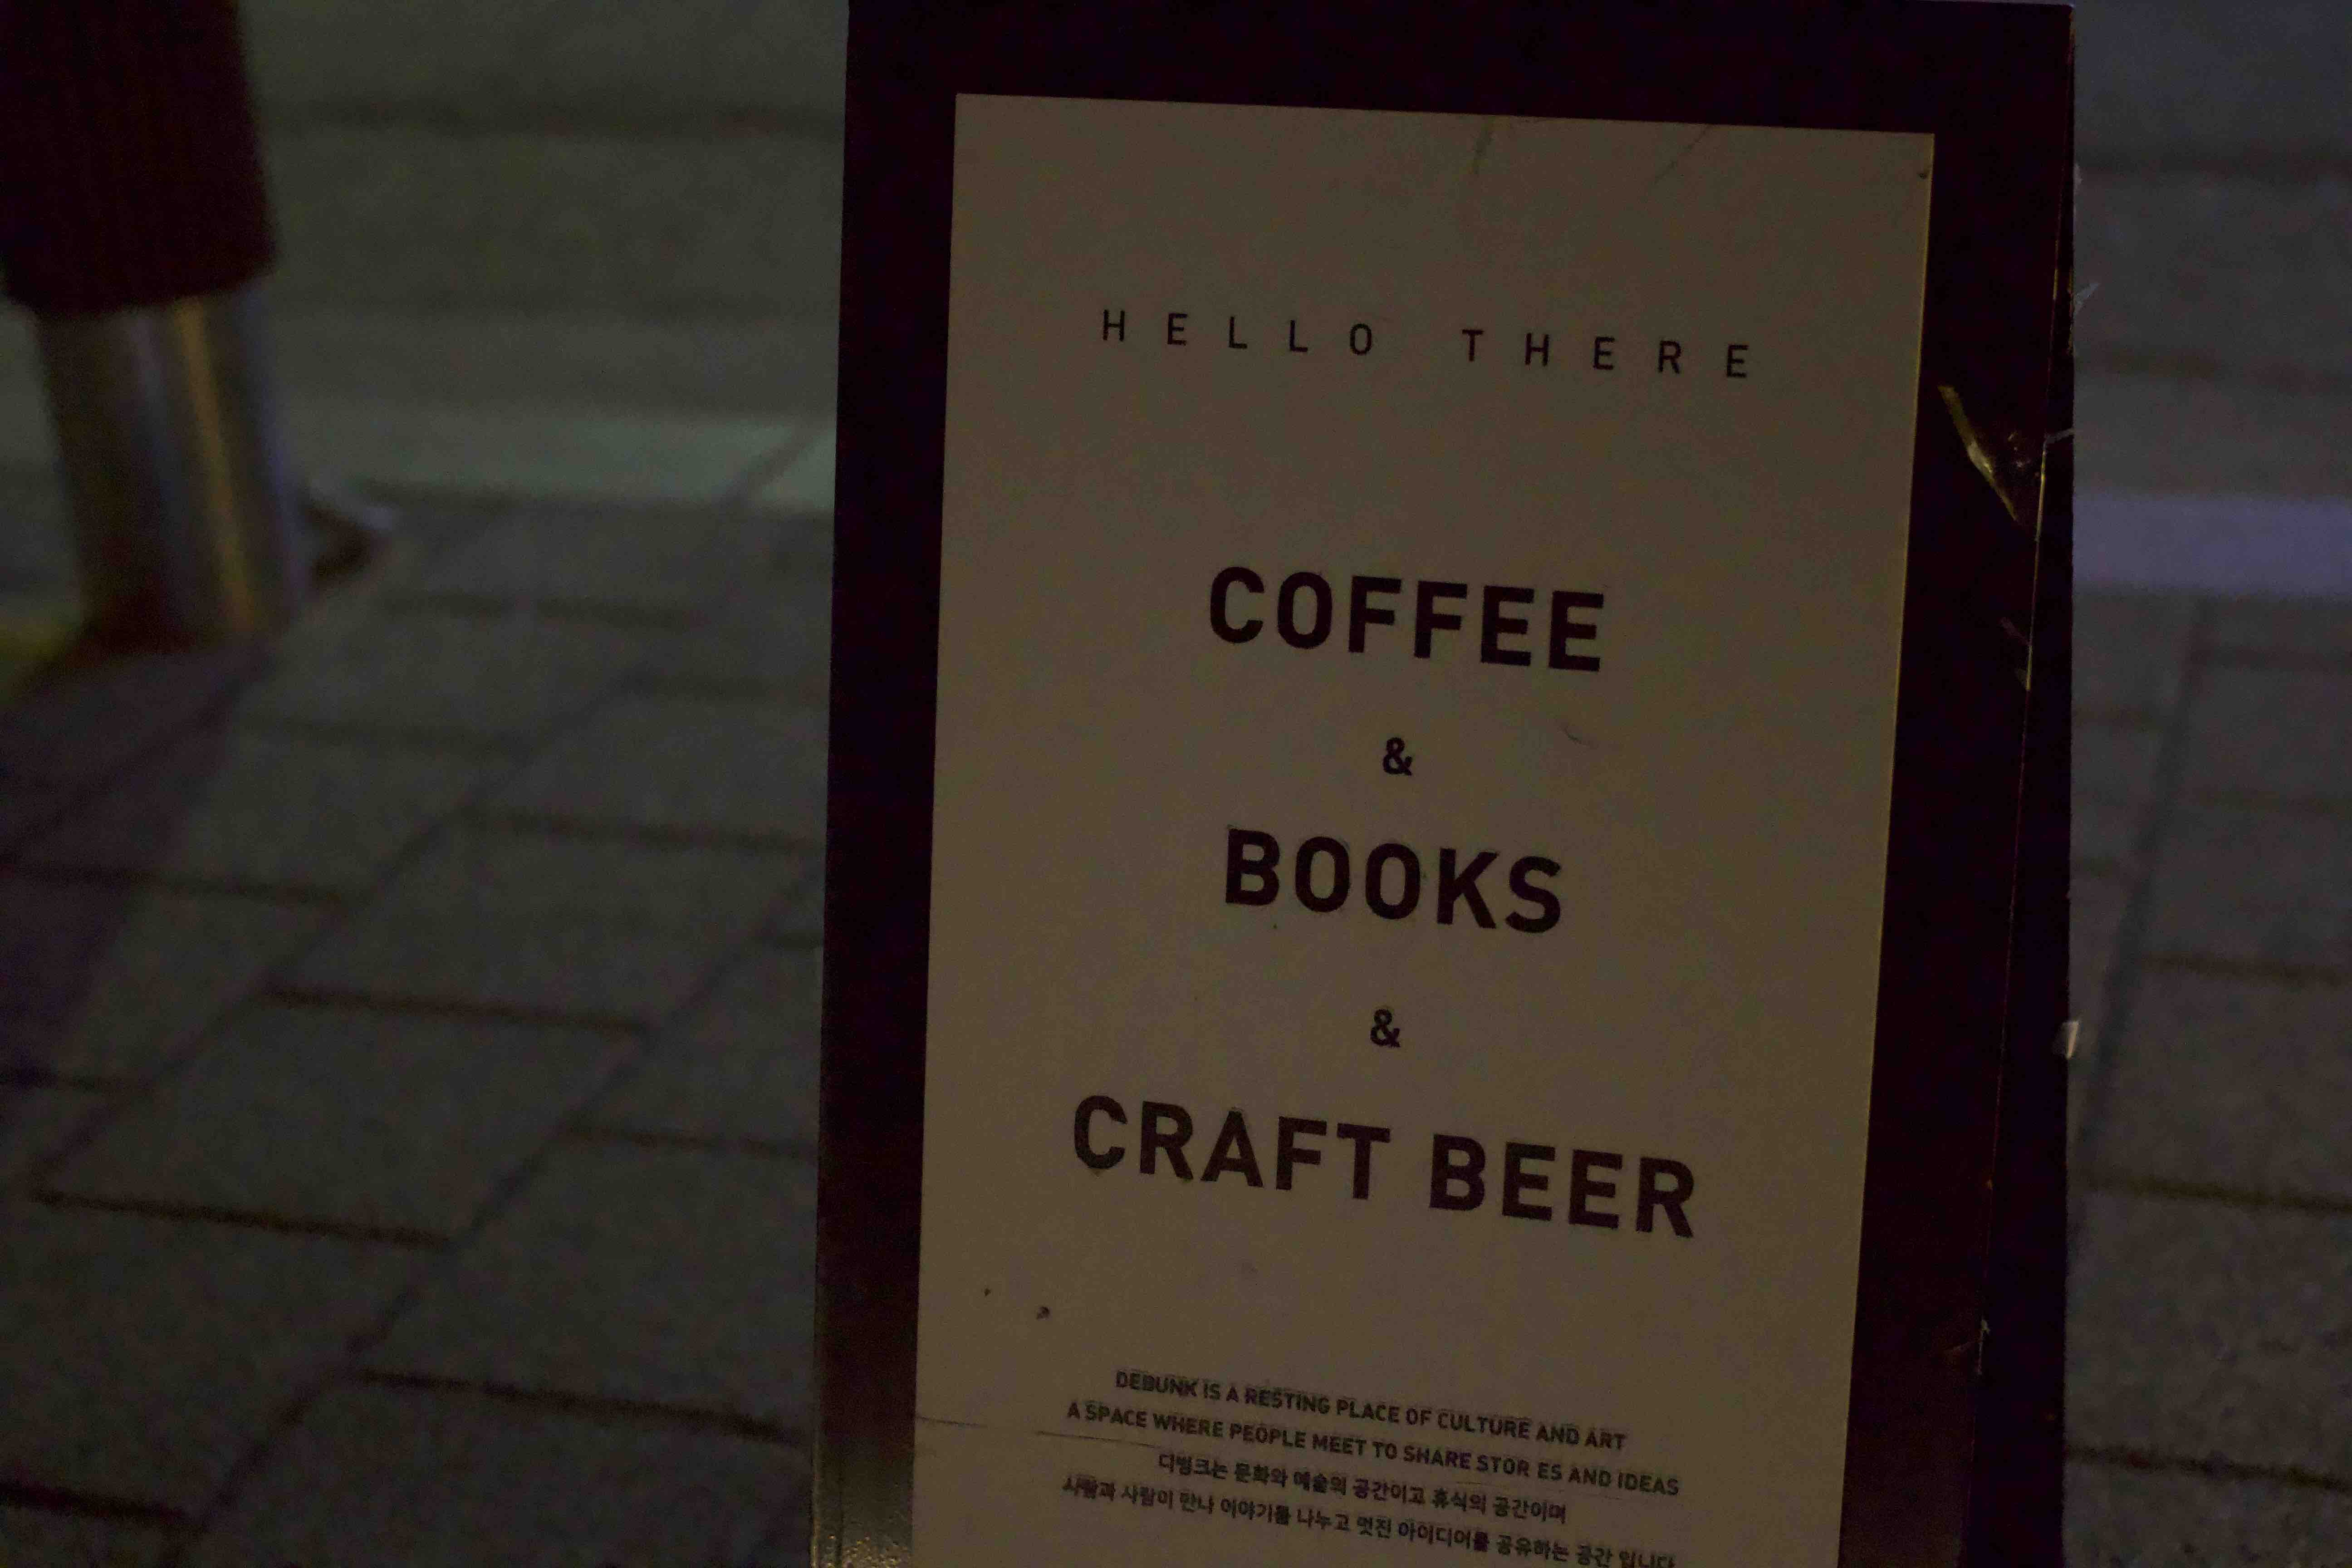 HELLO THERE
COFFEE
&
BOOKS
&
CRAFT BEER
DEBUNK IS A RESTING PLACE OF CULTURE AND ART
A SPACE WHERE PEOPLE MEET TO SHARE STOR ES AND IDEAS
디벙크는 문화와 예술의 공간이고 휴식의 공간이며
사람과 사람이 만나 이야기를 나누고 멋진 아이디어를 공유하는 공간 입니다